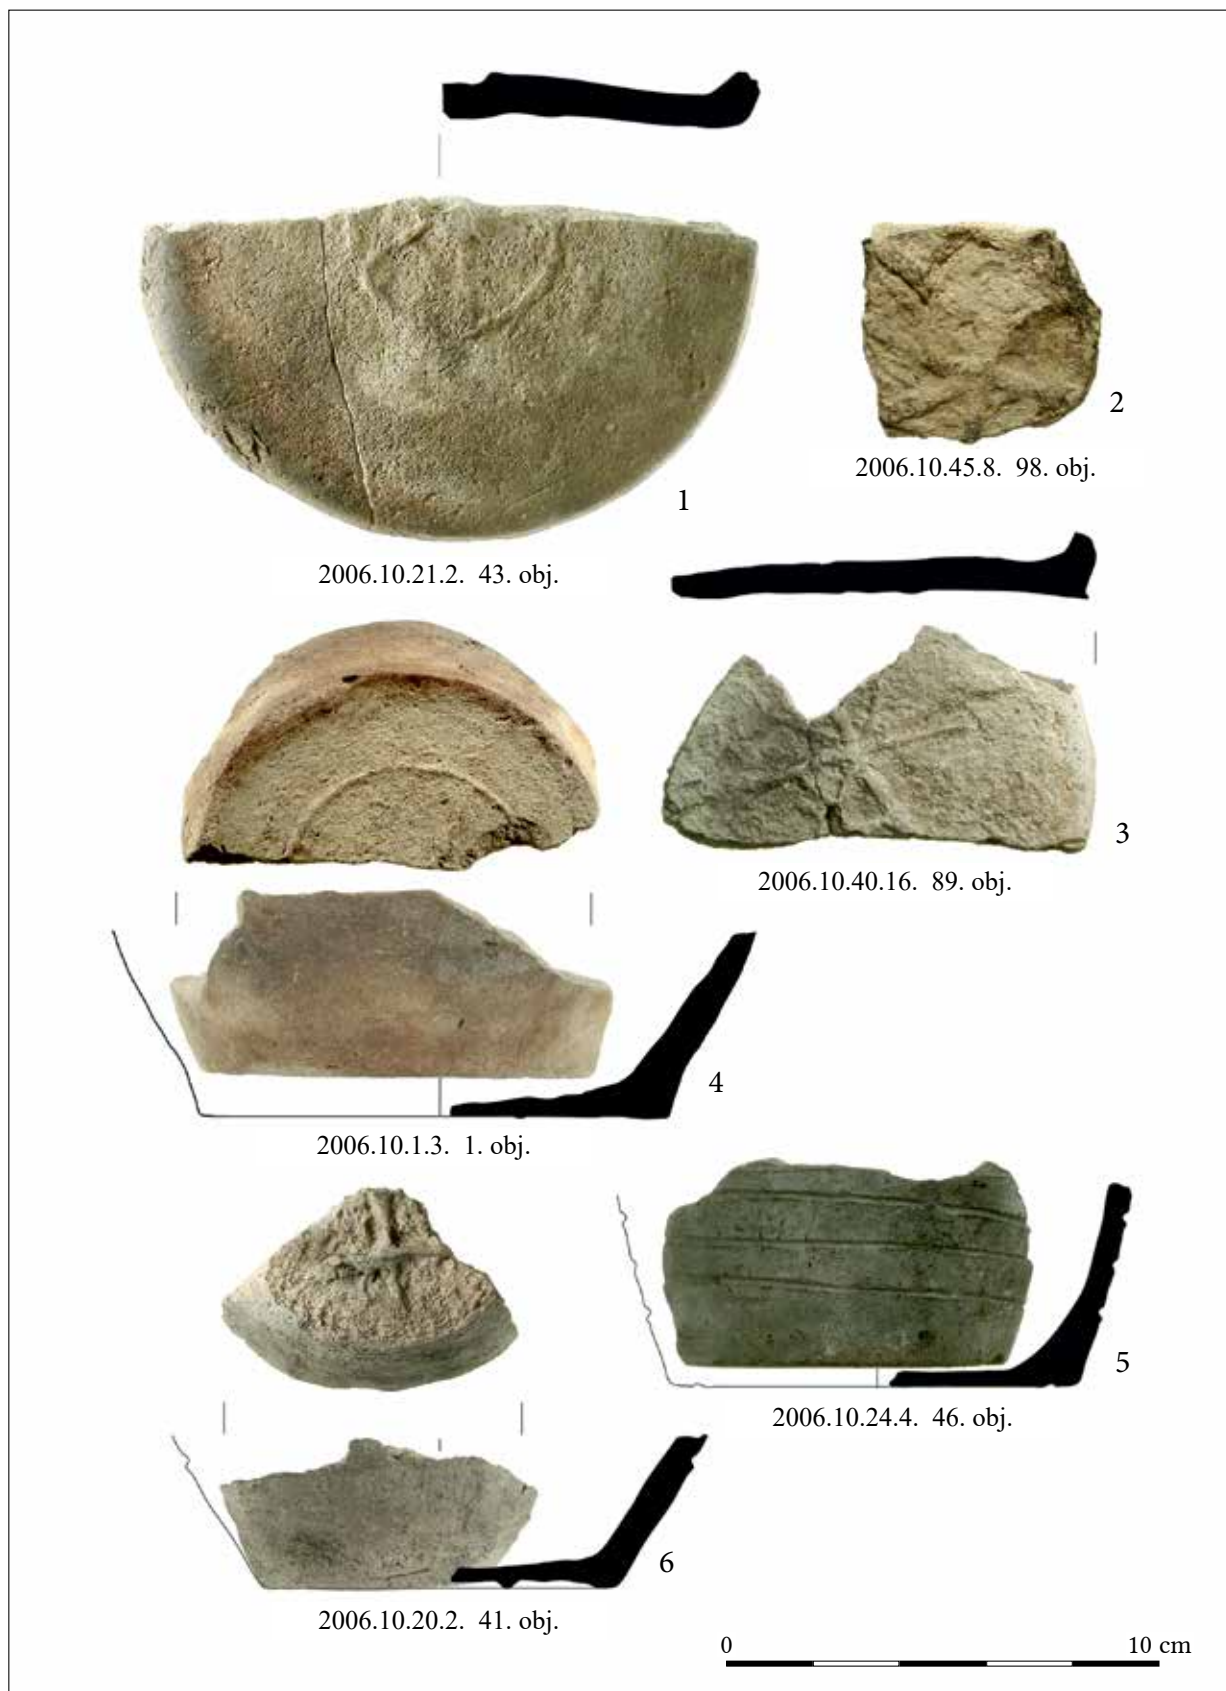 1
2006.10.21.2. 43. obj.
2
2006.10.45.8. 98. obj.
3
2006.10.40.16. 89. obj.
4
2006.10.1.3. 1. obj.
5
2006.10.24.4. 46. obj.
6
2006.10.20.2. 41. obj.
0 10 cm